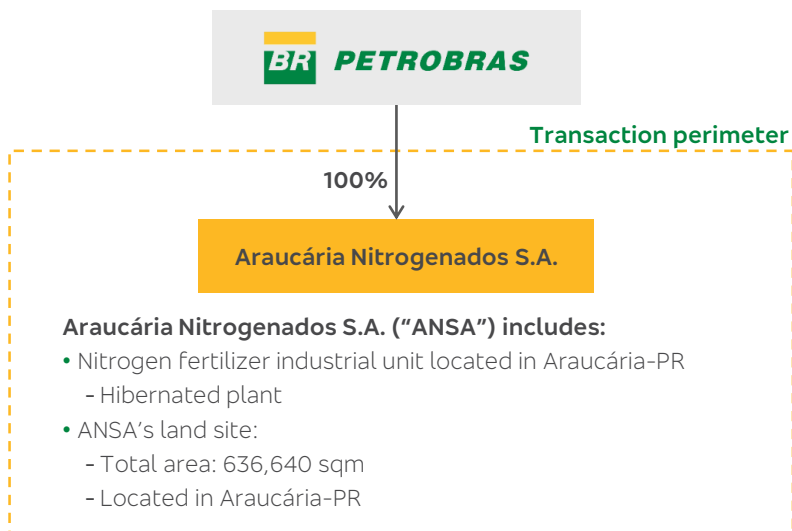 BR PETROBRAS
Transaction perimeter
100%
Araucária Nitrogenados S.A.
Araucária Nitrogenados S.A. (“ANSA”) includes:
• Nitrogen fertilizer industrial unit located in Araucária-PR
- Hibernated plant
• ANSA’s land site:
- Total area: 636,640 sqm
- Located in Araucária-PR